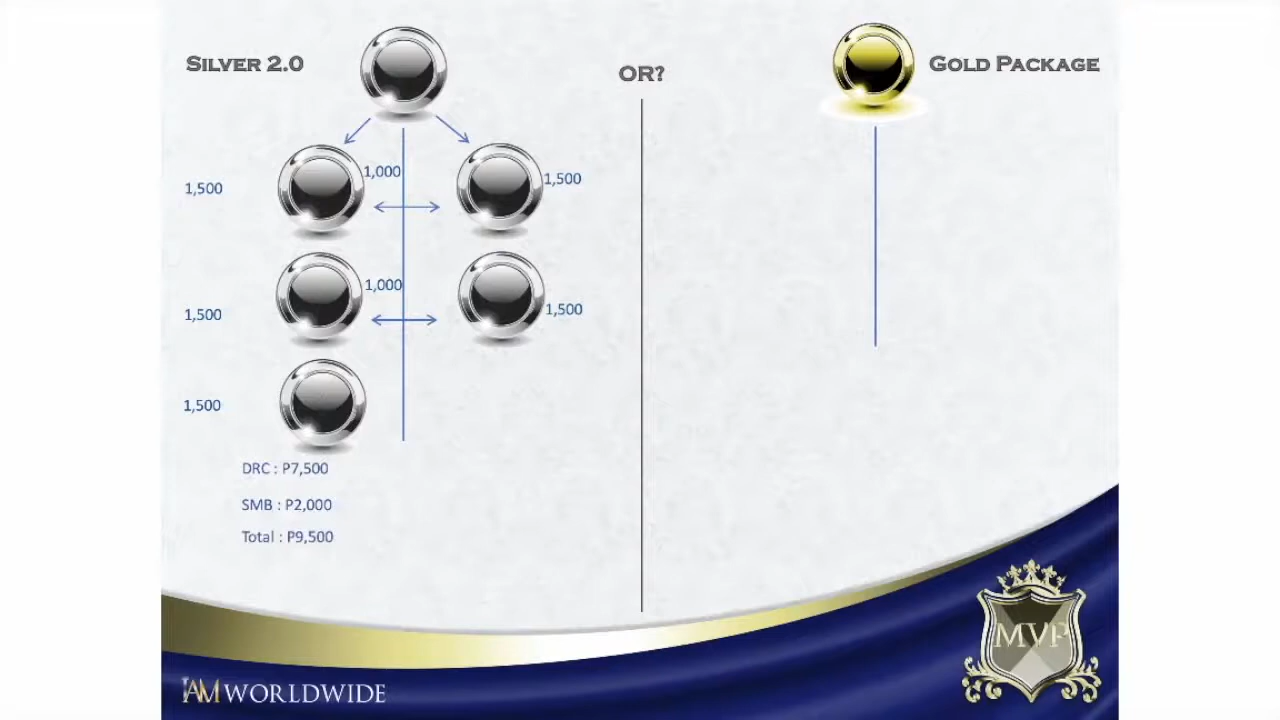 SILVER 2.0
OR?
GOLD PACKAGE
1,500
1,000
1,500
1,500
1,000
1,500
1,500
DRC : P7,500
SMB : P2,000
Total : P9,500
MVP
IAM WORLDWIDE